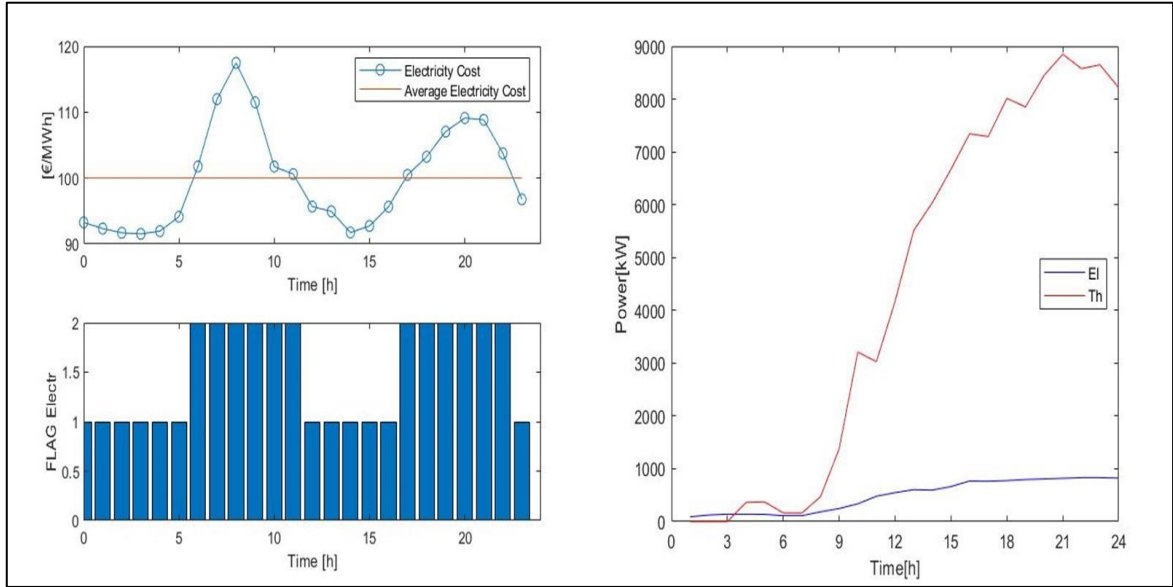 120
110
100
90
[€/MWh]
Electricity Cost
Average Electricity Cost
0 5 10 15 20
Time [h]
2
1.5
1
0.5
0
FLAG Electr
0 5 10 15 20
Time [h]
9000
8000
7000
6000
5000
4000
3000
2000
1000
0
Power[kW]
El
Th
0 3 6 9 12 15 18 21 24
Time[h]